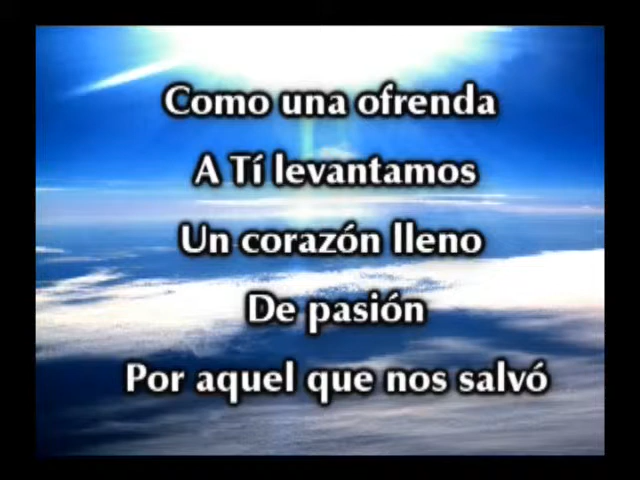 Como una ofrenda
A Tí levantamos
Un corazón lleno
De pasión
Por aquel que nos salvó